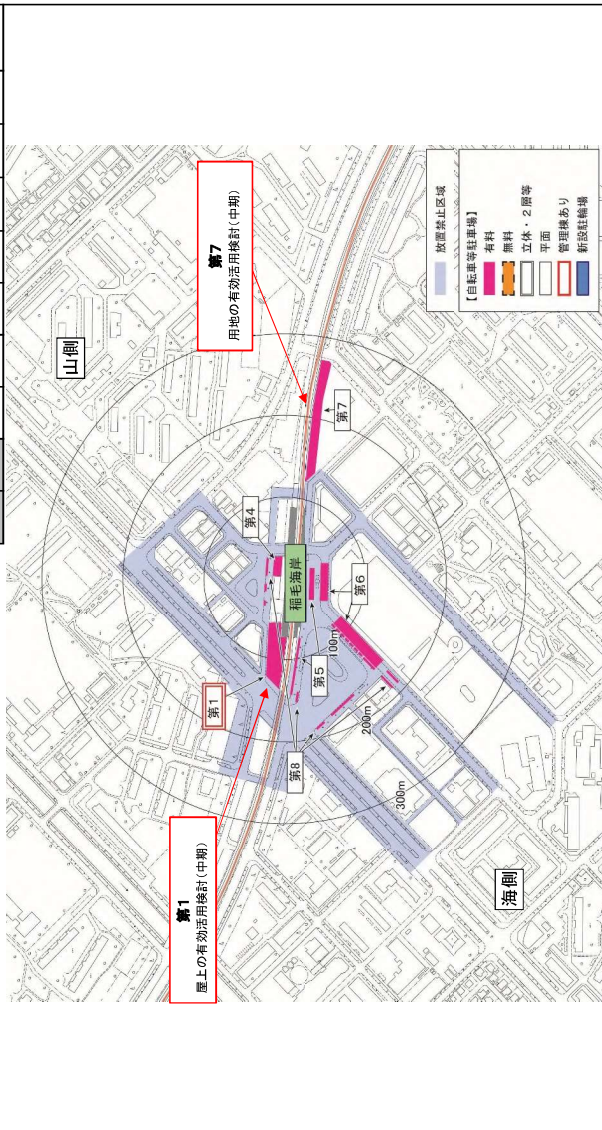 山側
第7
用地の有効活用検討(中期)
第4
第7
稲毛海岸
第1
第6
第5
100m
第8
200m
300m
第1
屋上の有効活用検討(中期)
海側
放置禁止区域
【自転車等駐車場】
有料
無料
立体・2層等
平面
管理棟あり
新設駐輪場